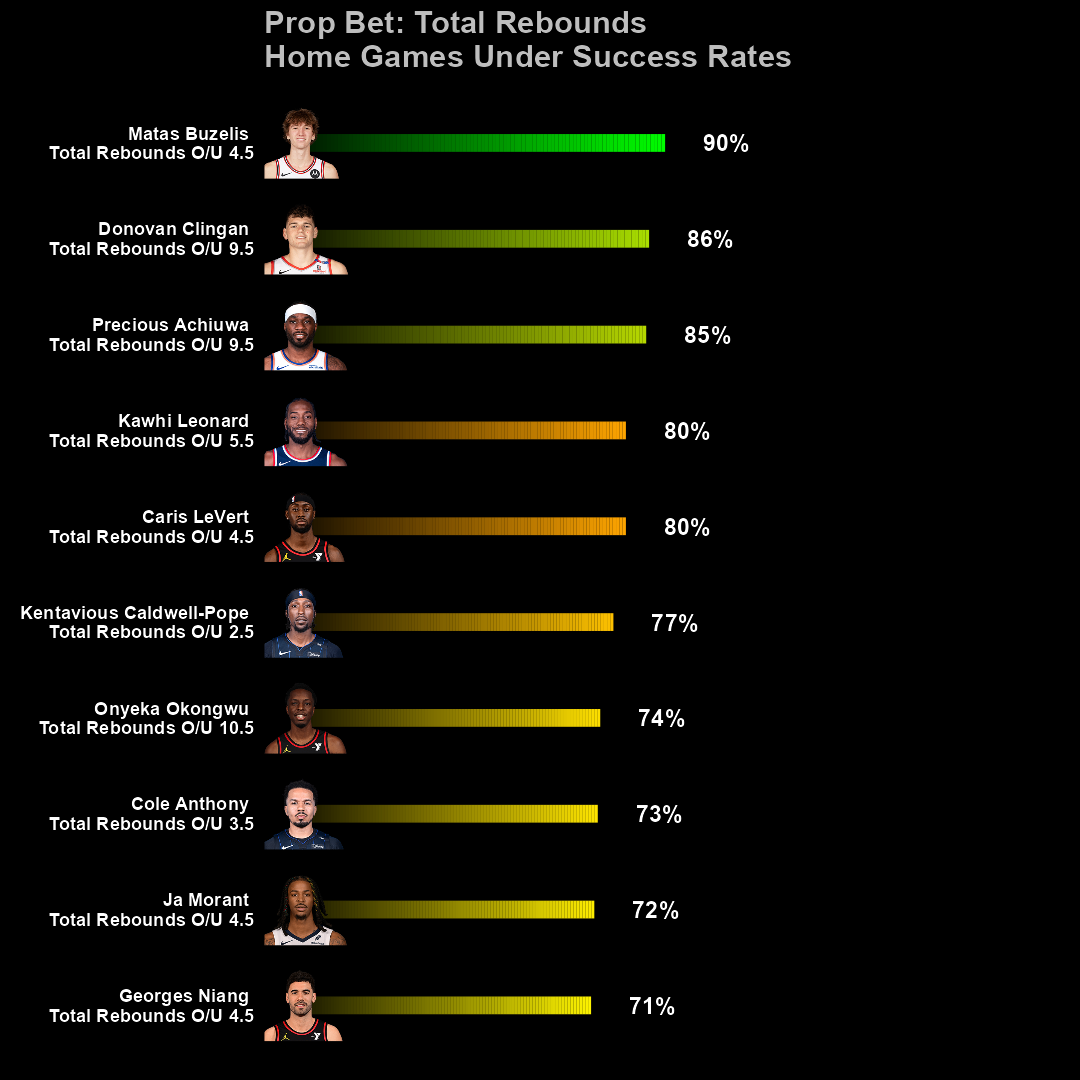 Prop Bet: Total Rebounds
Home Games Under Success Rates
Matas Buzelis
Total Rebounds O/U 4.5
90%
Donovan Clingan
Total Rebounds O/U 9.5
86%
Precious Achiuwa
Total Rebounds O/U 9.5
85%
Kawhi Leonard
Total Rebounds O/U 5.5
80%
Caris LeVert
Total Rebounds O/U 4.5
80%
Kentavious Caldwell-Pope
Total Rebounds O/U 2.5
77%
Onyeka Okongwu
Total Rebounds O/U 10.5
74%
Cole Anthony
Total Rebounds O/U 3.5
73%
Ja Morant
Total Rebounds O/U 4.5
72%
Georges Niang
Total Rebounds O/U 4.5
71%